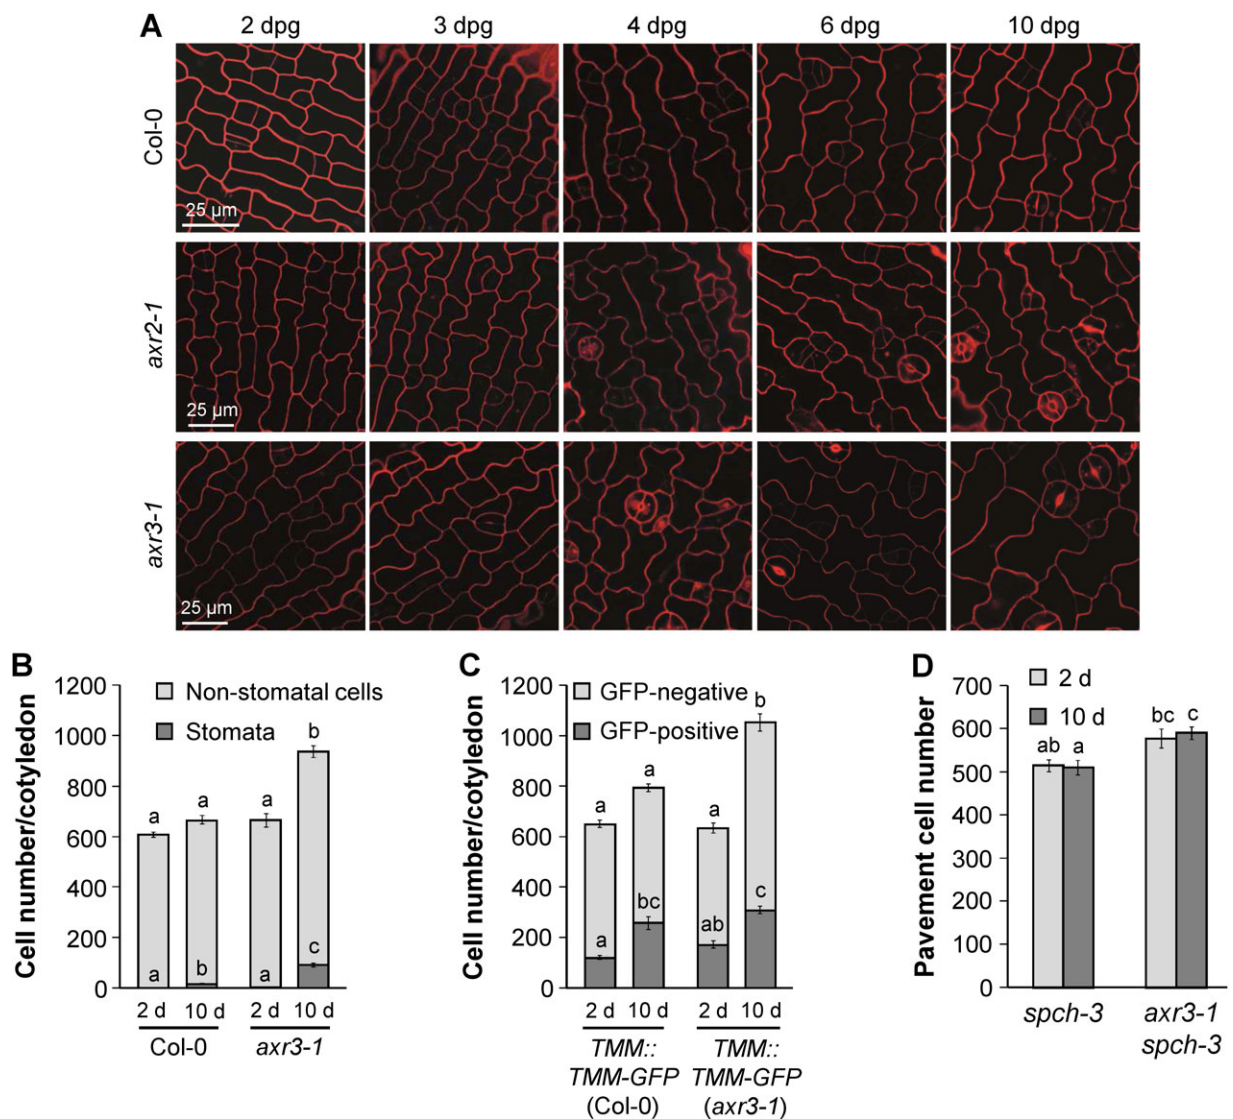 A
2 dpg 3 dpg 4 dpg 6 dpg 10 dpg
Col-0
25 µm
axr2-1
25 µm
axr3-1
25 µm
B
Cell number/cotyledon
1200
1000
800
600
400
200
0
Non-stomatal cells
Stomata
a a a b
a b a c
2 d 10 d 2 d 10 d
Col-0 axr3-1
C
Cell number/cotyledon
1200
1000
800
600
400
200
0
GFP-negative
GFP-positive
a a a b
a bc ab c
2 d 10 d 2 d 10 d
TMM:: TMM::
TMM-GFP TMM-GFP
(Col-0) (axr3-1)
D
Pavement cell number
700
600
500
400
300
200
100
0
2 d
10 d
ab a bc c
spch-3 axr3-1
spch-3